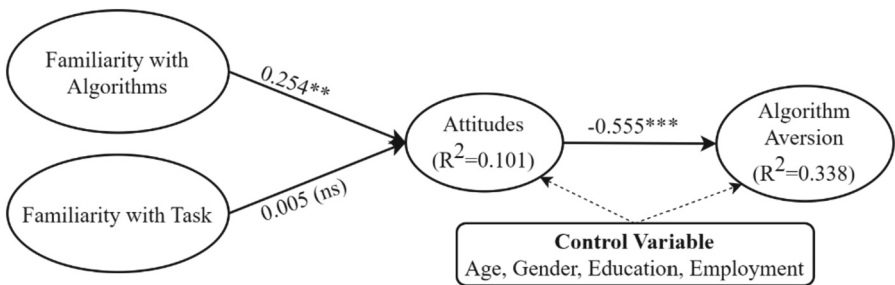 Familiarity with
Algorithms
0.254**
Familiarity with Task
0.005 (ns)
Attitudes
(R²=0.101)
-0.555***
Algorithm
Aversion
(R²=0.338)
Control Variable
Age, Gender, Education, Employment